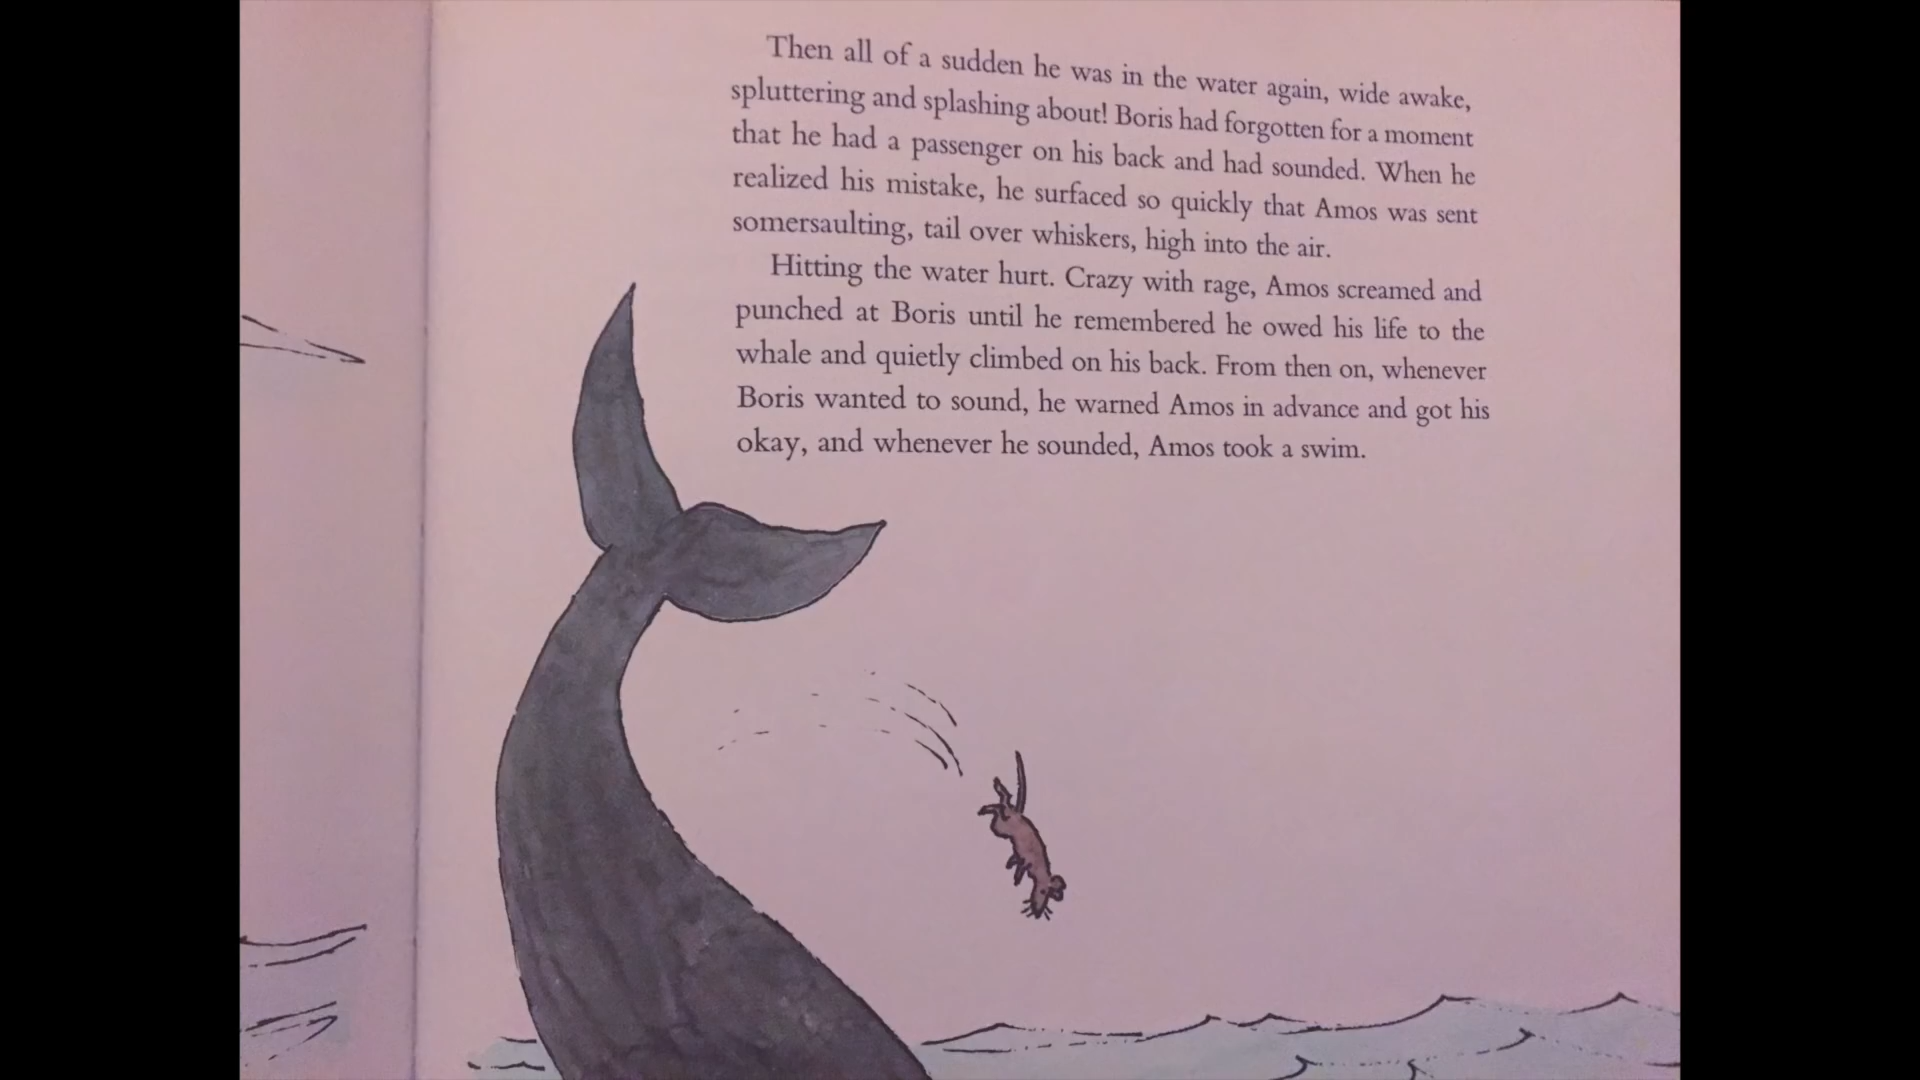 Then all of a sudden he was in the water again, wide awake,
spluttering and splashing about! Boris had forgotten for a moment
that he had a passenger on his back and had sounded. When he
realized his mistake, he surfaced so quickly that Amos was sent
somersaulting, tail over whiskers, high into the air.
Hitting the water hurt. Crazy with rage, Amos screamed and
punched at Boris until he remembered he owed his life to the
whale and quietly climbed on his back. From then on, whenever
Boris wanted to sound, he warned Amos in advance and got his
okay, and whenever he sounded, Amos took a swim.